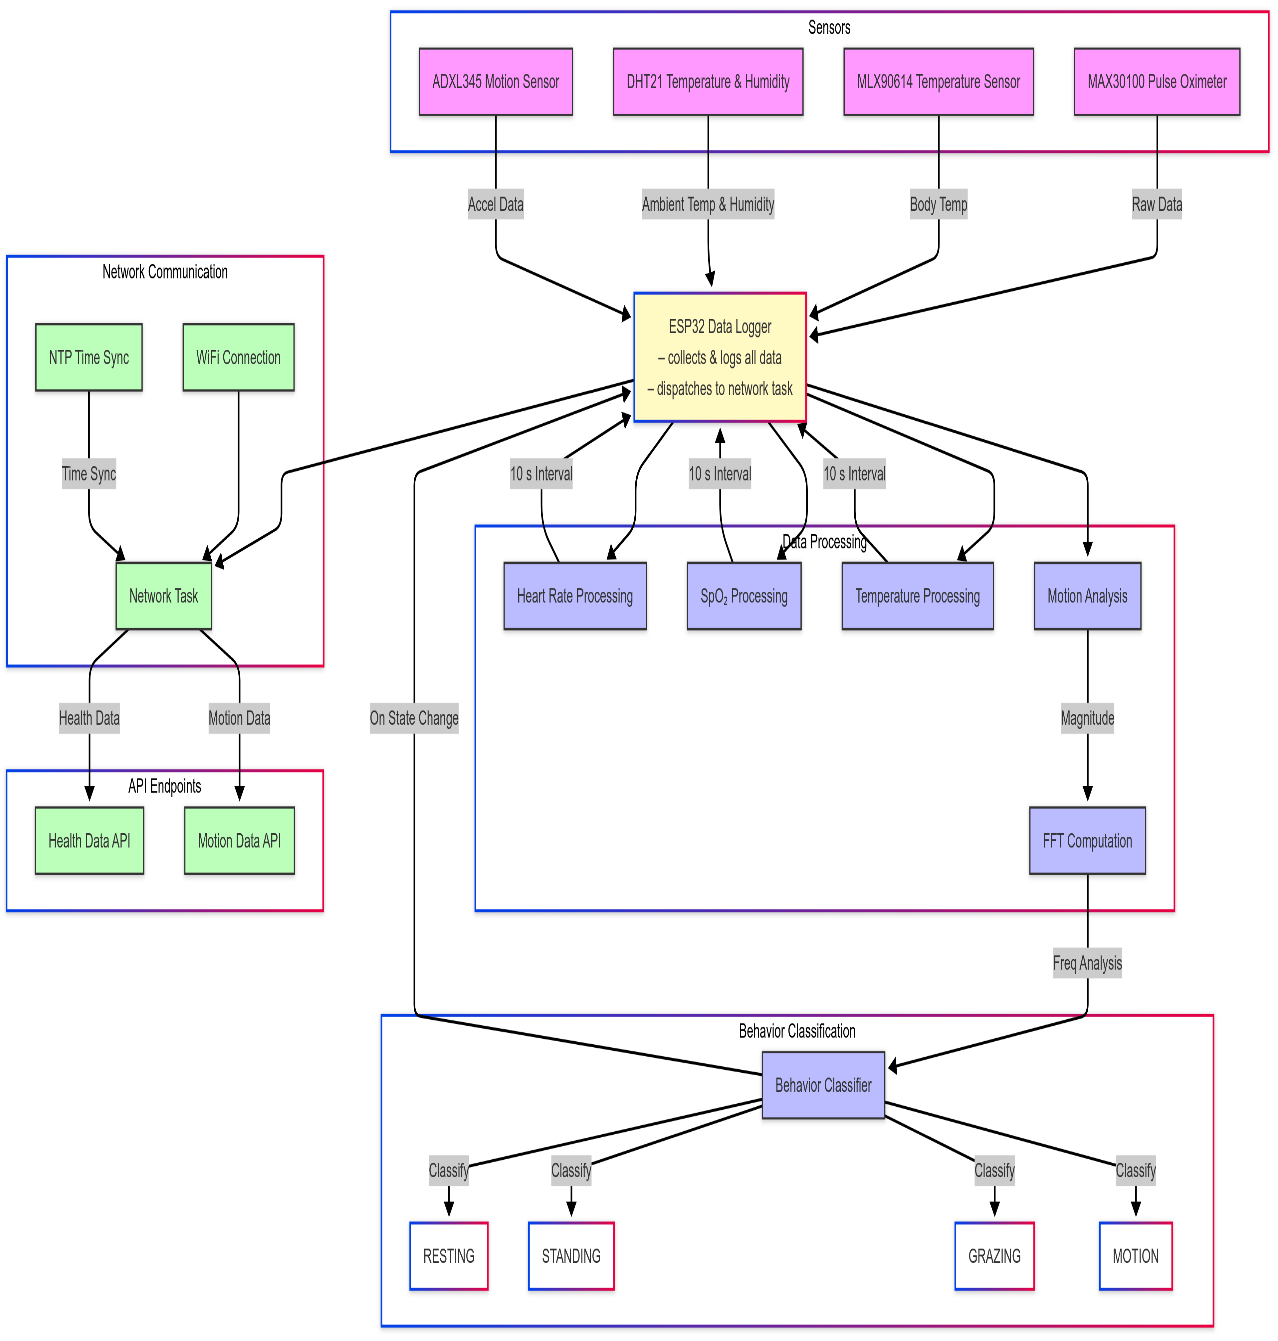 Sensors
ADXL345 Motion Sensor
DHT21 Temperature & Humidity
MLX90614 Temperature Sensor
MAX30100 Pulse Oximeter
Accel Data
Ambient Temp & Humidity
Body Temp
Raw Data
Network Communication
NTP Time Sync
WiFi Connection
ESP32 Data Logger
– collects & logs all data
– dispatches to network task
Time Sync
10 s Interval
10 s Interval
10 s Interval
Data Processing
Network Task
Heart Rate Processing
SpO₂ Processing
Temperature Processing
Motion Analysis
Health Data
Motion Data
On State Change
Magnitude
API Endpoints
Health Data API
Motion Data API
FFT Computation
Freq Analysis
Behavior Classification
Behavior Classifier
Classify
Classify
Classify
Classify
RESTING
STANDING
GRAZING
MOTION